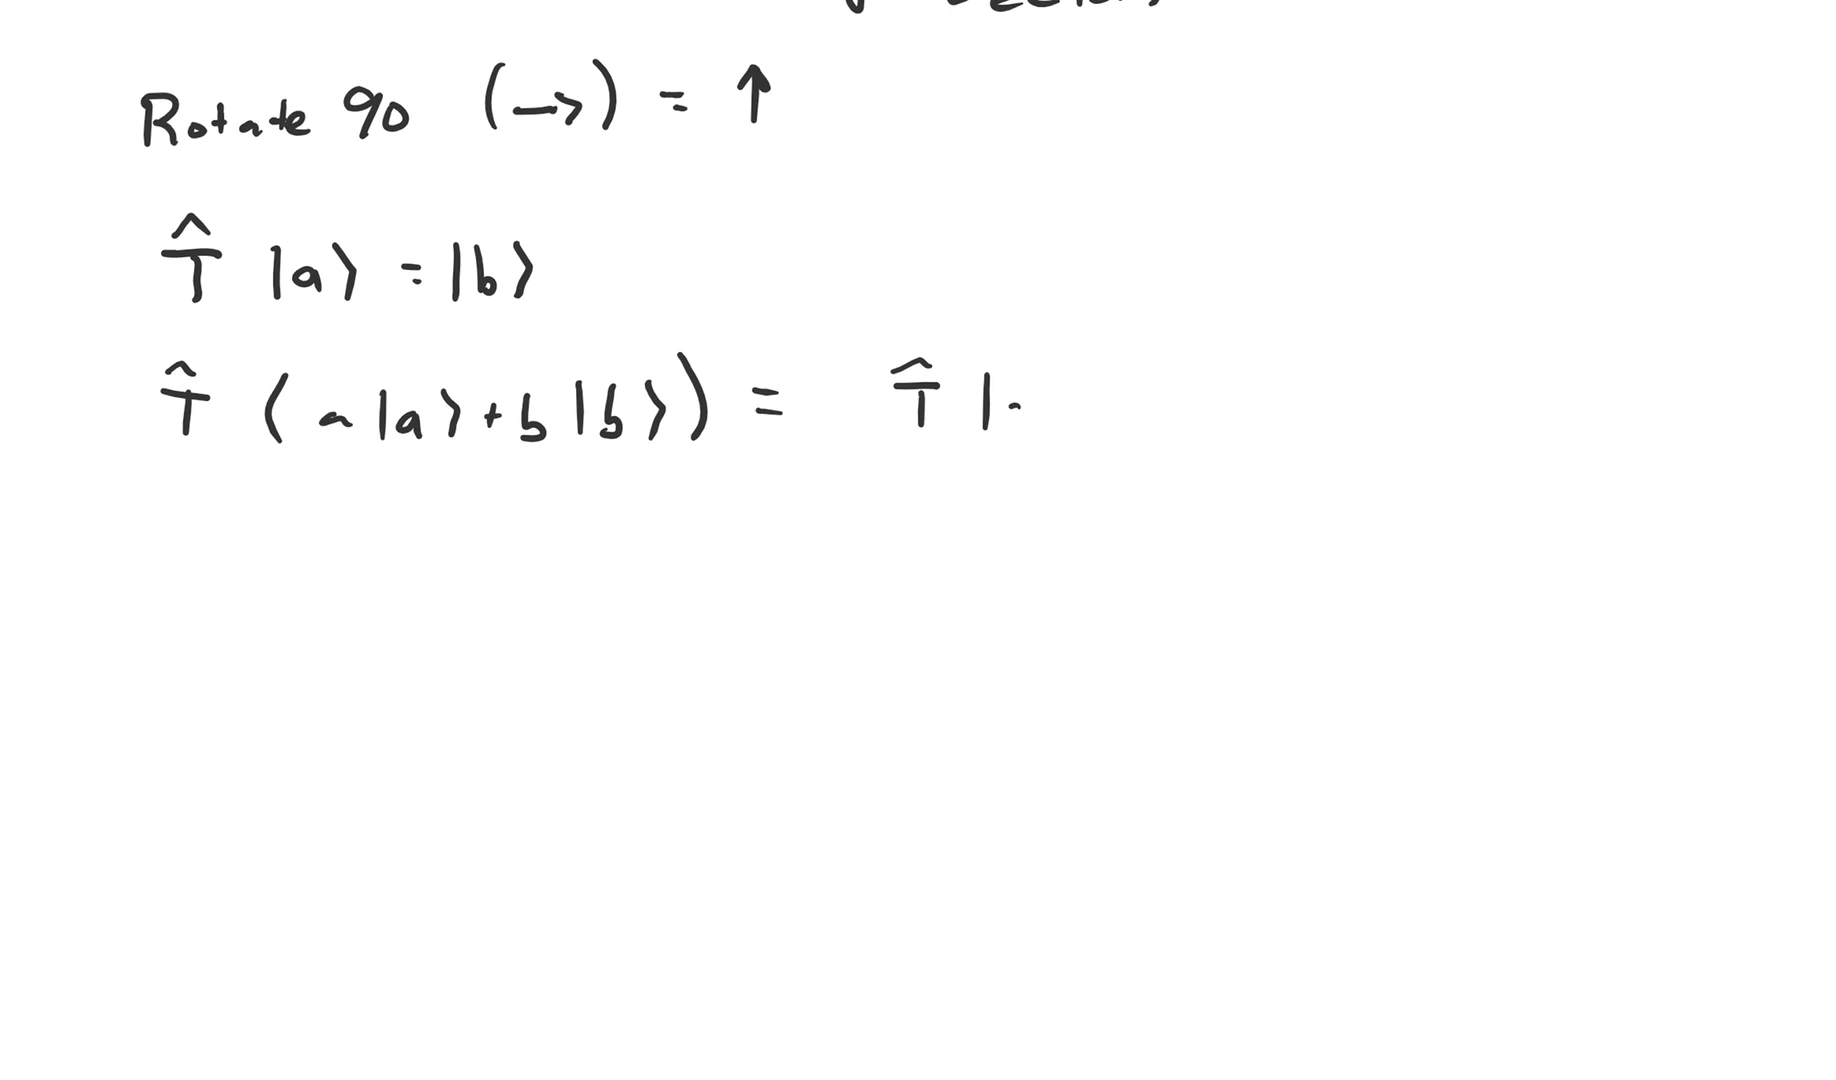 Rotate 90 (→) = ↑
T̂ |a⟩ = |b⟩
T̂ (a|a⟩+b|b⟩) = T̂ |